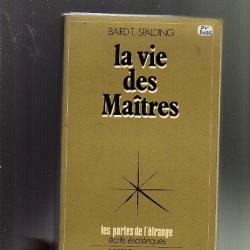 BAIRD T. SPALDING
la vie
des
Maîtres
les portes de l'étrange
écrits ésotériques